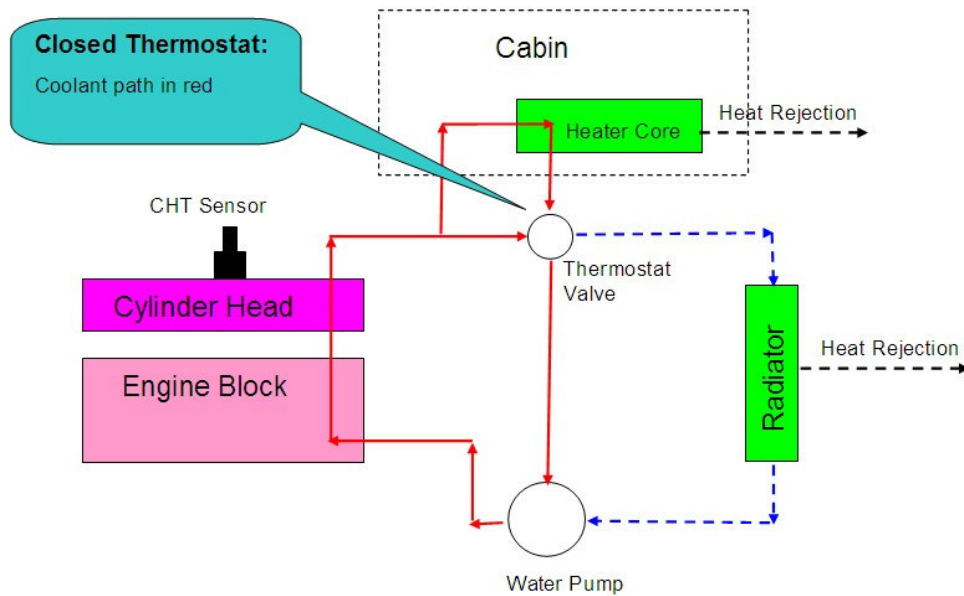 Closed Thermostat:
Coolant path in red
Cabin
Heater Core
Heat Rejection
CHT Sensor
Thermostat
Valve
Cylinder Head
Engine Block
Radiator
Heat Rejection
Water Pump